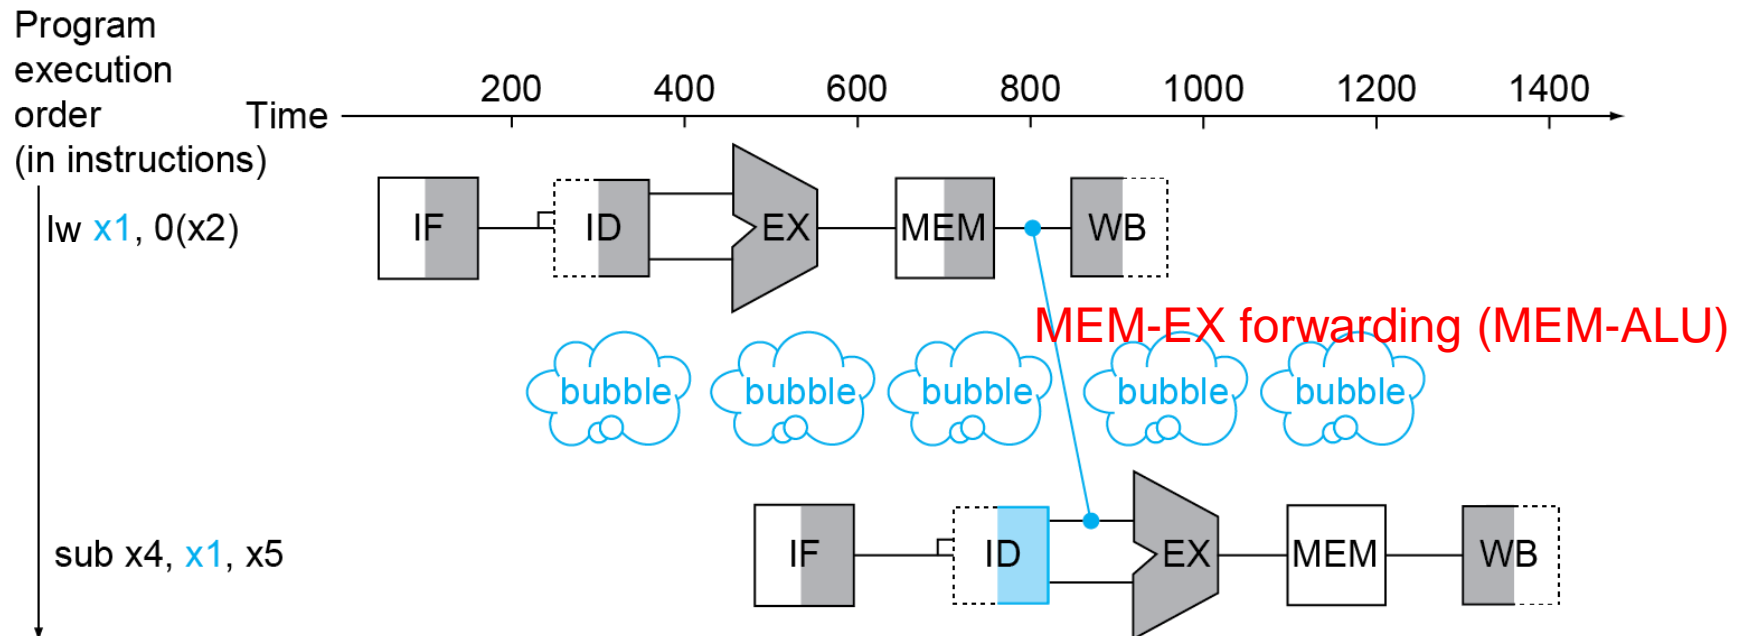 Program
execution
order
(in instructions)
Time
200 400 600 800 1000 1200 1400
lw x1, 0(x2)
IF ID EX MEM WB
MEM-EX forwarding (MEM-ALU)
bubble bubble bubble bubble bubble
sub x4, x1, x5
IF ID EX MEM WB